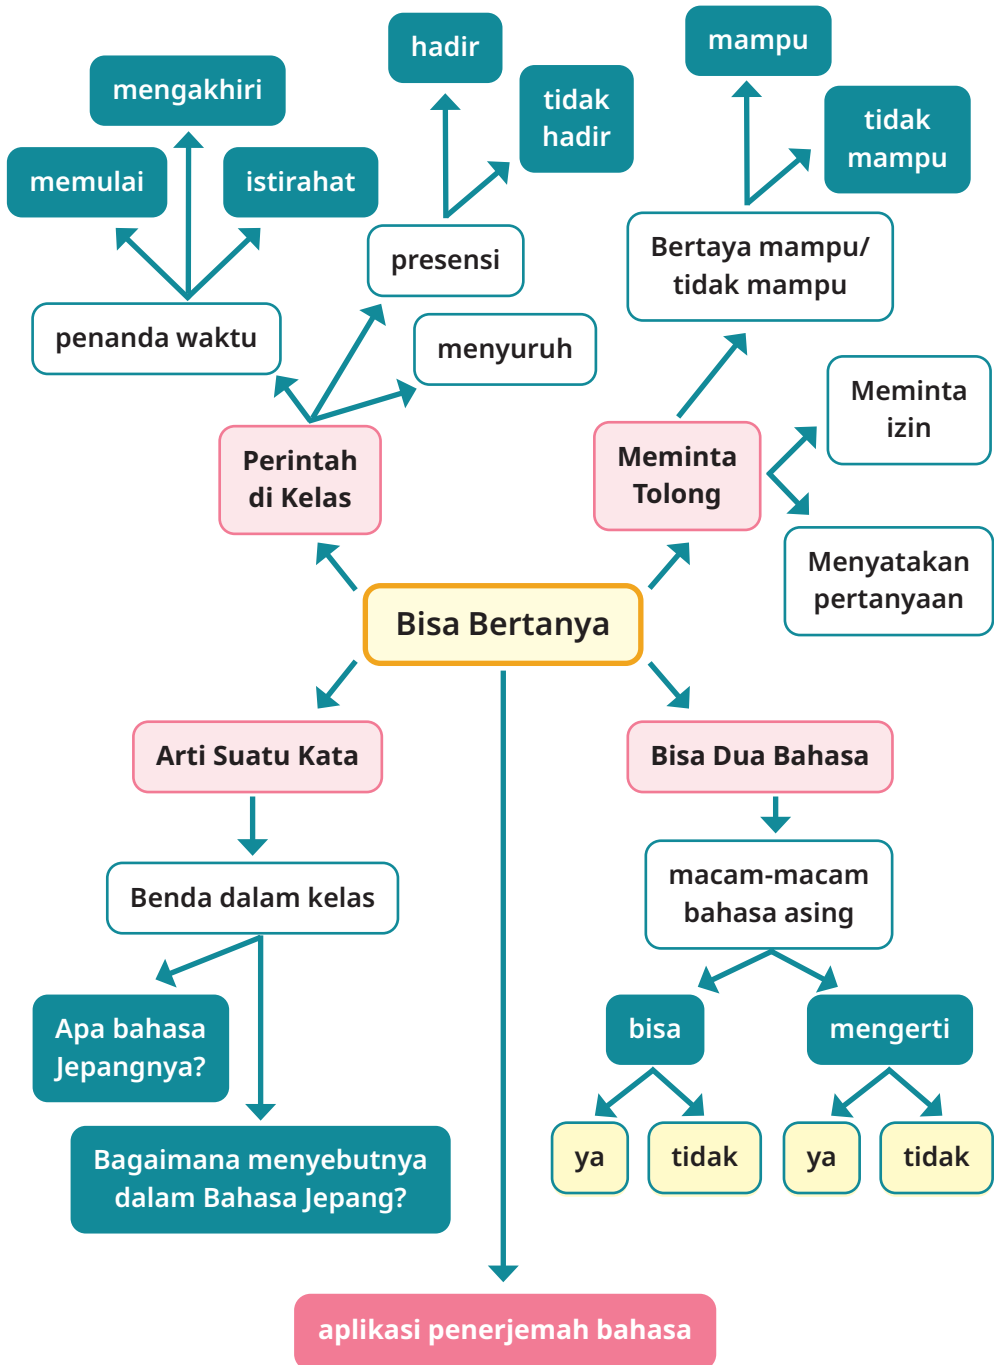 hadir
mampu
mengakhiri
tidak
hadir
tidak
mampu
memulai
istirahat
presensi
Bertaya mampu/
tidak mampu
penanda waktu
menyuruh
Meminta
izin
Perintah
di Kelas
Meminta
Tolong
Menyatakan
pertanyaan
Bisa Bertanya
Arti Suatu Kata
Bisa Dua Bahasa
Benda dalam kelas
macam-macam
bahasa asing
Apa bahasa
Jepangnya?
bisa
mengerti
Bagaimana menyebutnya
dalam Bahasa Jepang?
ya
tidak
ya
tidak
aplikasi penerjemah bahasa